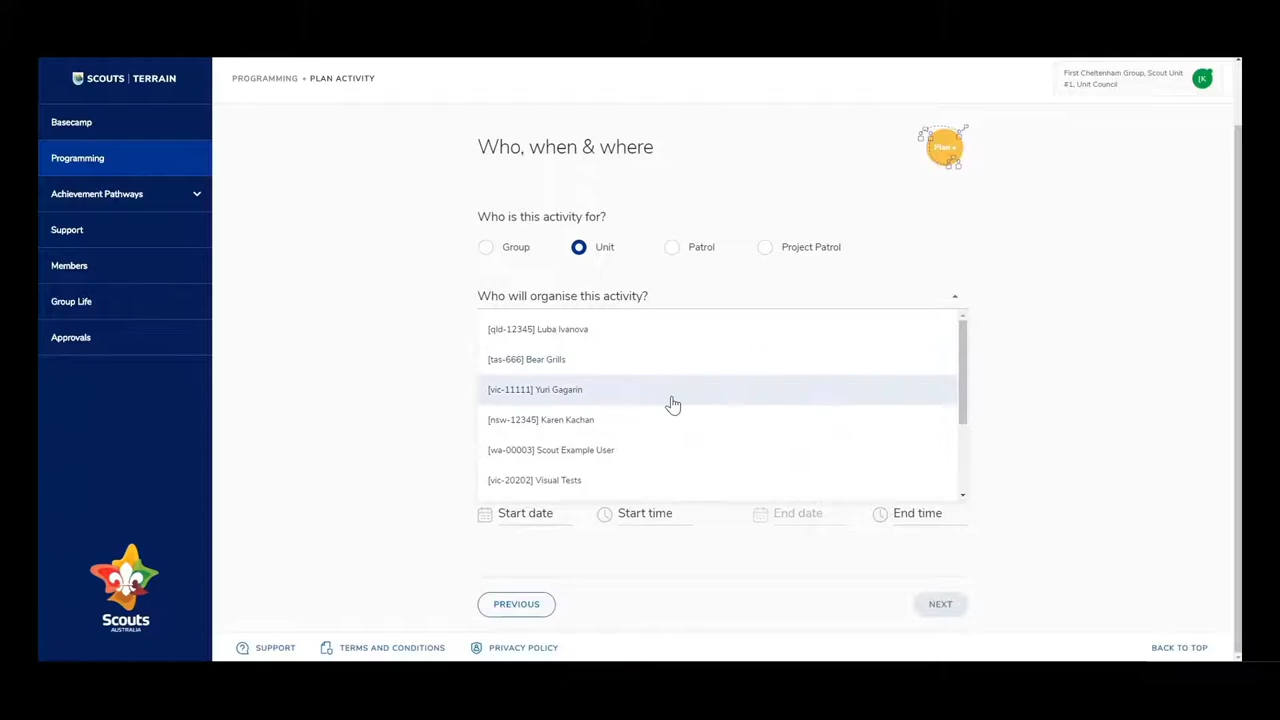 SCOUTS | TERRAIN
PROGRAMMING • PLAN ACTIVITY
First Cheltenham Group, Scout Unit
#1, Unit Council
[K
Basecamp
Programming
Achievement Pathways
Support
Members
Group Life
Approvals
Scouts
AUSTRALIA
Who, when & where
Plan »
Who is this activity for?
Group
Unit
Patrol
Project Patrol
Who will organise this activity?
[qld-12345] Luba Ivanova
[tas-666] Bear Grills
[vic-11111] Yuri Gagarin
[nsw-12345] Karen Kachan
[wa-00003] Scout Example User
[vic-20202] Visual Tests
Start date
Start time
End date
End time
PREVIOUS
NEXT
SUPPORT
TERMS AND CONDITIONS
PRIVACY POLICY
BACK TO TOP